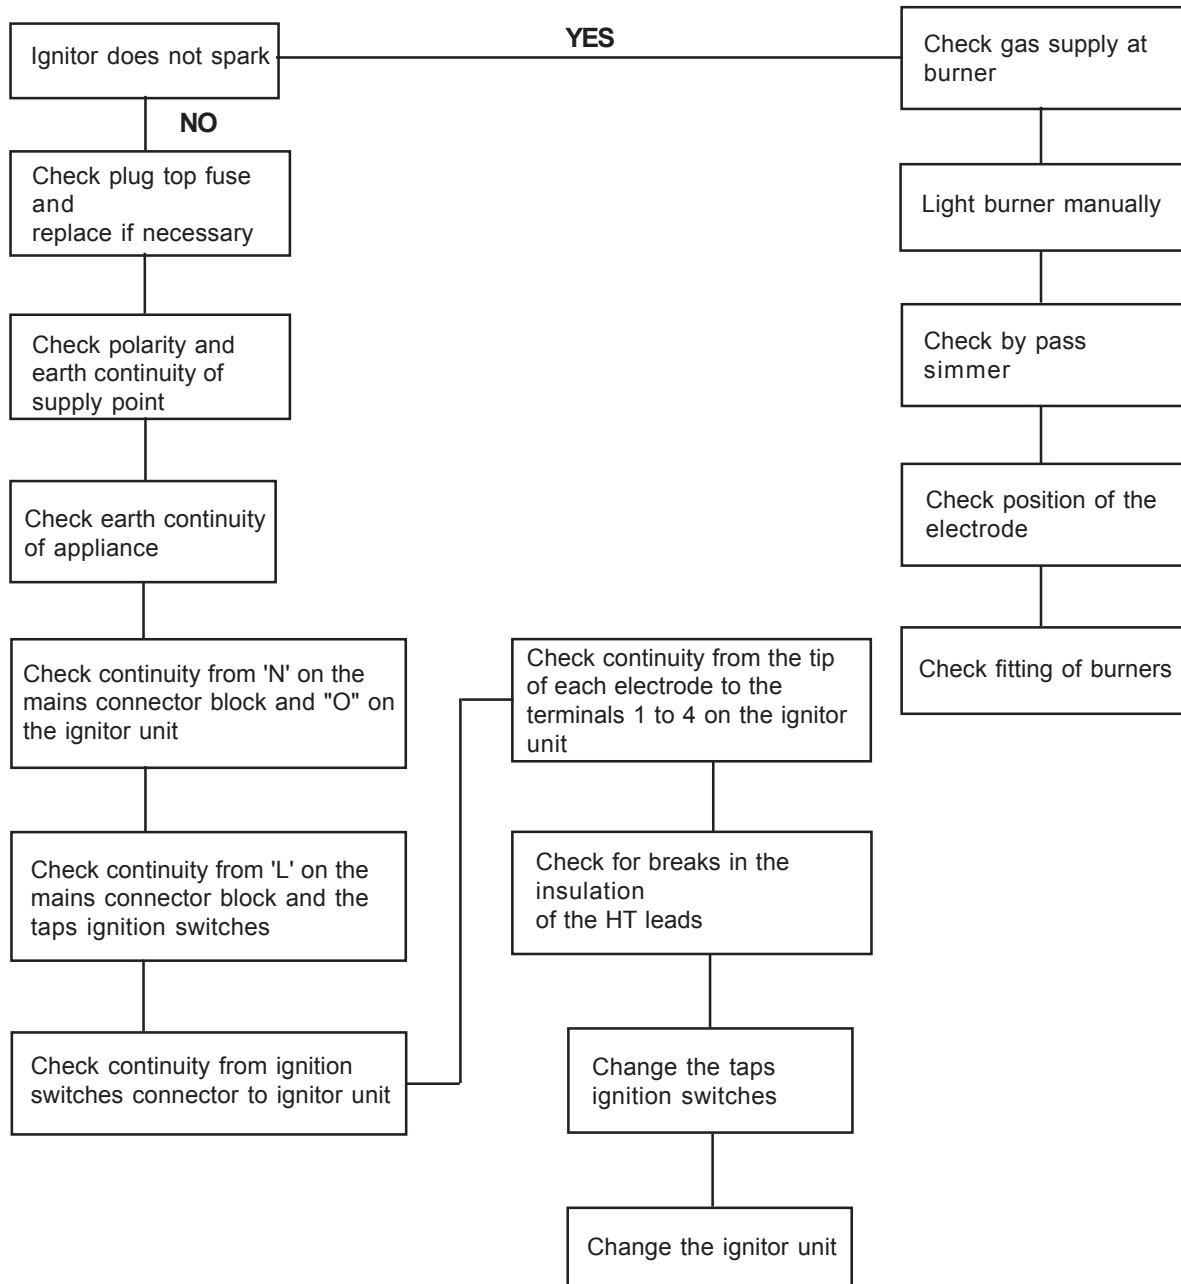 Ignitor does not spark
YES
NO
Check plug top fuse
and
replace if necessary
Check polarity and
earth continuity of
supply point
Check earth continuity
of appliance
Check continuity from 'N' on the
mains connector block and "O" on
the ignitor unit
Check continuity from 'L' on the
mains connector block and the
taps ignition switches
Check continuity from ignition
switches connector to ignitor unit
Check continuity from the tip
of each electrode to the
terminals 1 to 4 on the ignitor
unit
Check for breaks in the
insulation
of the HT leads
Change the taps
ignition switches
Change the ignitor unit
Check gas supply at
burner
Light burner manually
Check by pass
simmer
Check position of the
electrode
Check fitting of burners